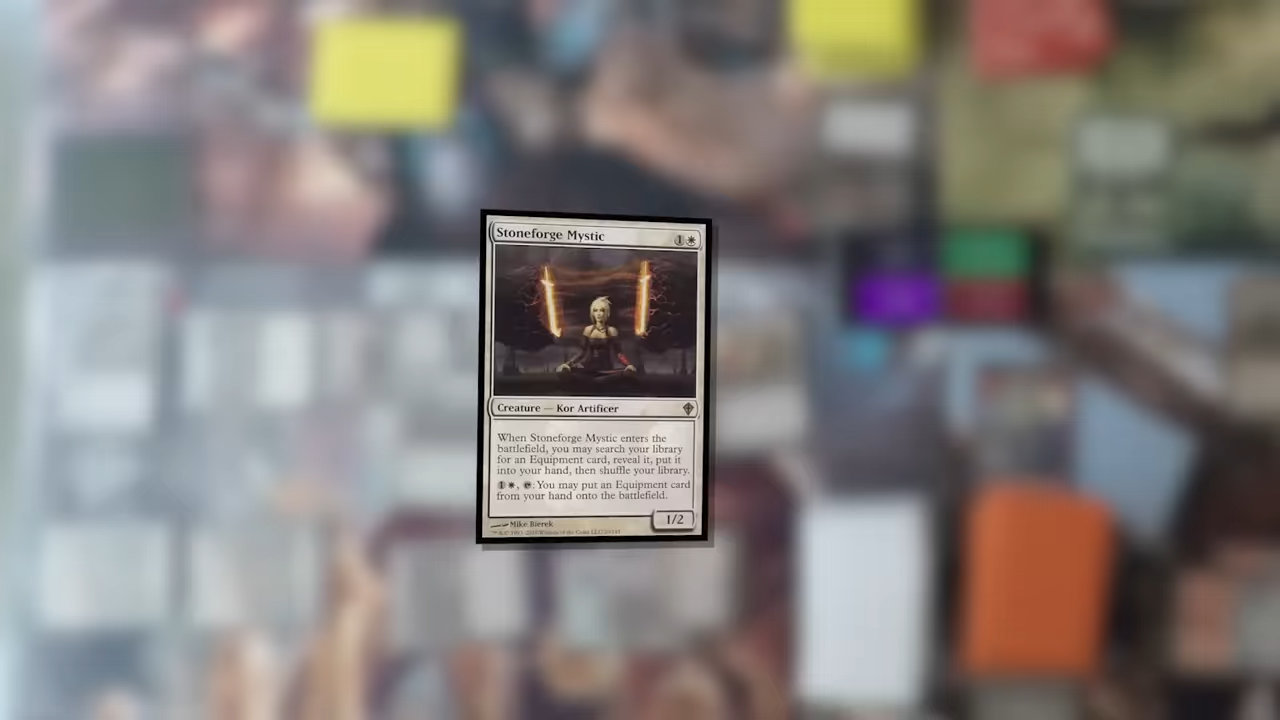 Stoneforge Mystic 1
Creature — Kor Artificer
When Stoneforge Mystic enters the
battlefield, you may search your library
for an Equipment card, reveal it, put it
into your hand, then shuffle your library.
1, : You may put an Equipment card
from your hand onto the battlefield.
1/2
Mike Bierek